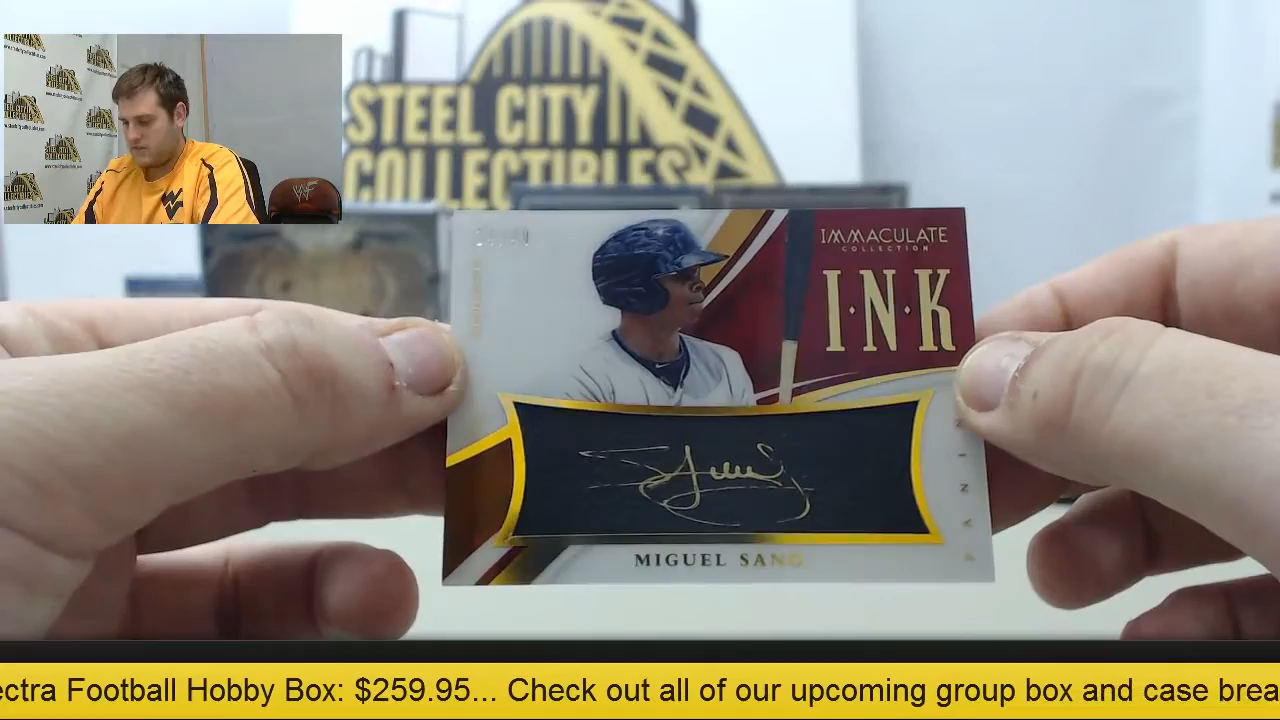 STEEL CITY
COLLECTIBLES
IMMACULATE
COLLECTION
I·N·K
MIGUEL SANO
ectra Football Hobby Box: $259.95... Check out all of our upcoming group box and case brea